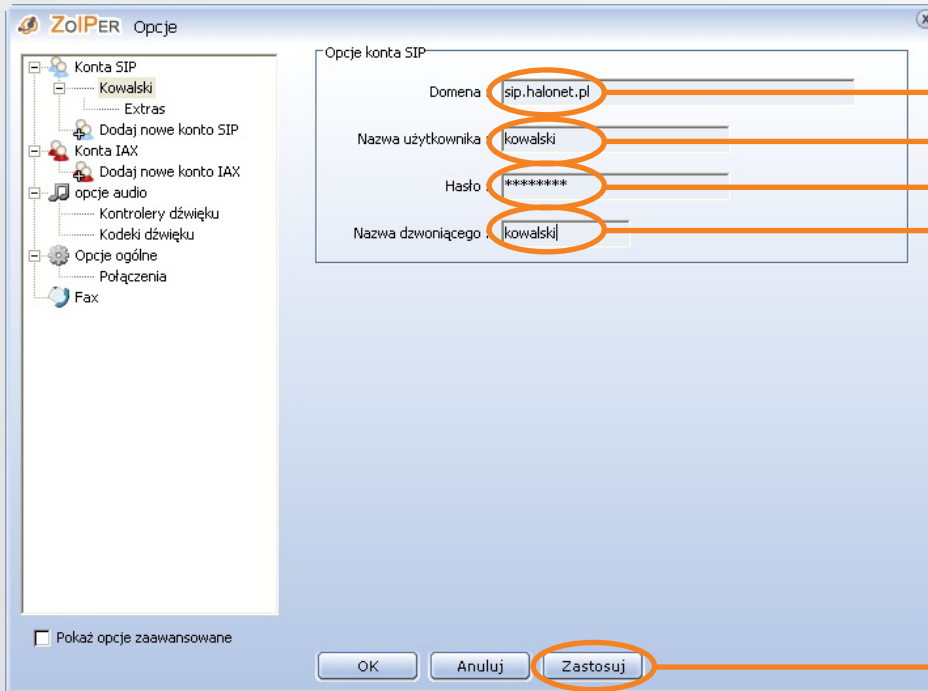 ZOIPER Opcje
Konta SIP
Kowalski
Extras
Dodaj nowe konto SIP
Konta IAX
Dodaj nowe konto IAX
opcje audio
Kontrolery dźwięku
Kodeki dźwięku
Opcje ogólne
Połączenia
Fax
Pokaż opcje zaawansowane
Opcje konta SIP
Domena : sip.halonet.pl
Nazwa użytkownika : kowalski
Hasło : ********
Nazwa dzwoniącego : kowalski
OK Anuluj Zastosuj